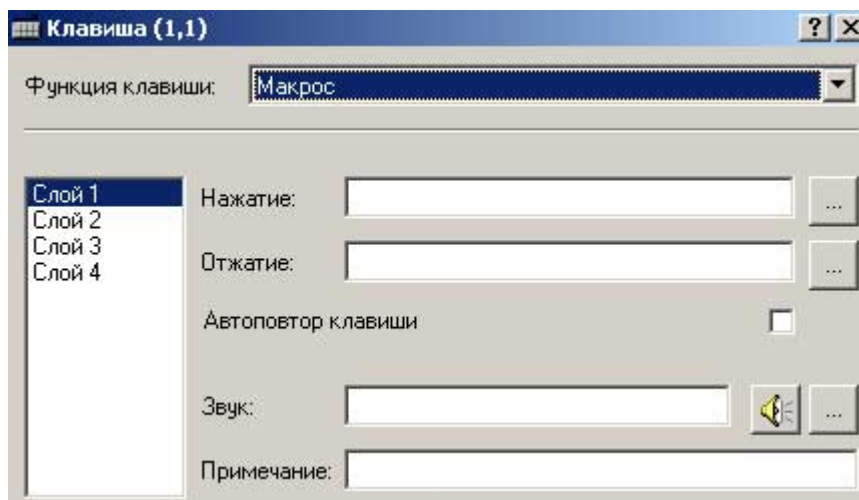 Клавиша (1,1)
Функция клавиши: Макрос
Слой 1
Слой 2
Слой 3
Слой 4
Нажатие: ...
Отжатие: ...
Автоповтор клавиши
Звук: ...
Примечание: